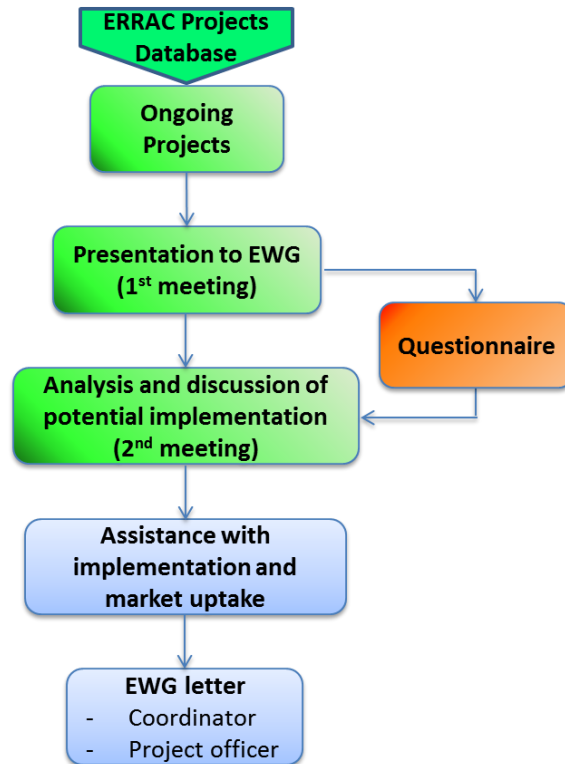 ERRAC Projects
Database
Ongoing
Projects
Presentation to EWG
(1st meeting)
Questionnaire
Analysis and discussion of
potential implementation
(2nd meeting)
Assistance with
implementation and
market uptake
EWG letter
- Coordinator
- Project officer